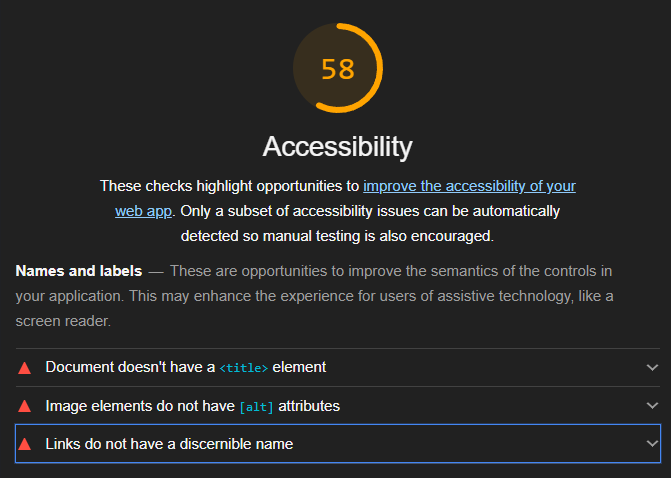 58
Accessibility
These checks highlight opportunities to improve the accessibility of your
web app. Only a subset of accessibility issues can be automatically
detected so manual testing is also encouraged.
Names and labels — These are opportunities to improve the semantics of the controls in
your application. This may enhance the experience for users of assistive technology, like a
screen reader.
Document doesn't have a <title> element
Image elements do not have [alt] attributes
Links do not have a discernible name